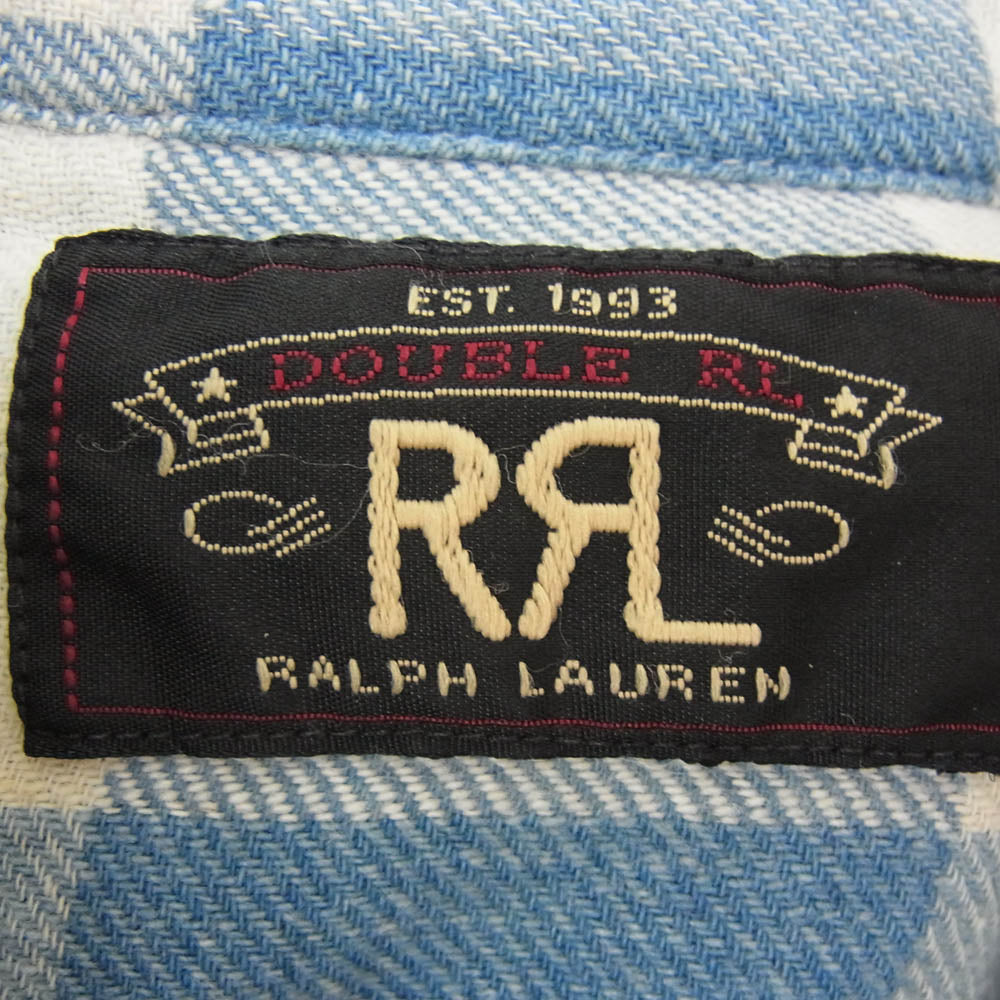 EST. 1993
DOUBLE RL
RRL
RALPH LAUREN